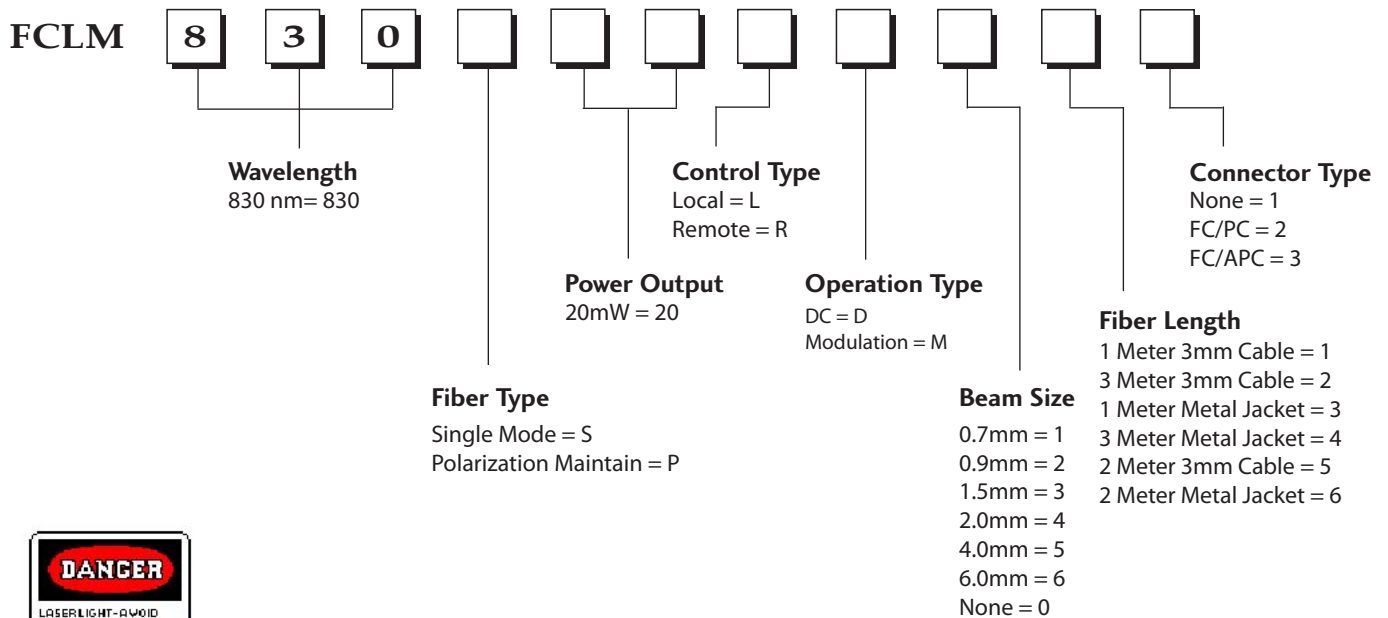 FCLM 8 3 0
Wavelength
830 nm= 830
Control Type
Local = L
Remote = R
Connector Type
None = 1
FC/PC = 2
FC/APC = 3
Power Output
20mW = 20
Operation Type
DC = D
Modulation = M
Fiber Length
1 Meter 3mm Cable = 1
3 Meter 3mm Cable = 2
1 Meter Metal Jacket = 3
3 Meter Metal Jacket = 4
2 Meter 3mm Cable = 5
2 Meter Metal Jacket = 6
Fiber Type
Single Mode = S
Polarization Maintain = P
Beam Size
0.7mm = 1
0.9mm = 2
1.5mm = 3
2.0mm = 4
4.0mm = 5
6.0mm = 6
None = 0
DANGER
LASERLIGHT-AVOID